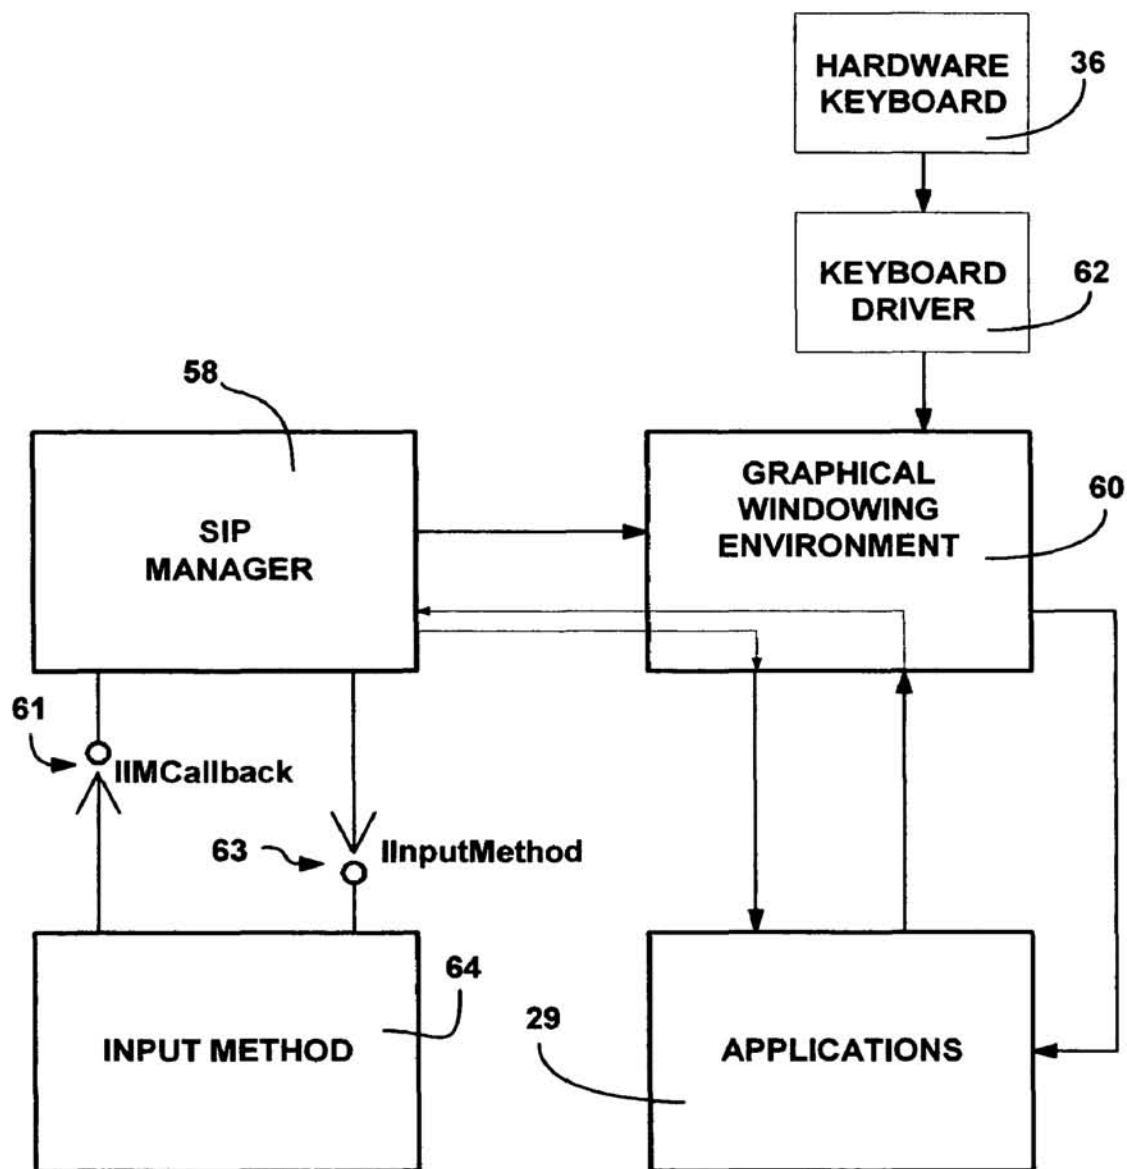 HARDWARE
KEYBOARD
36
KEYBOARD
DRIVER
62
58
SIP
MANAGER
GRAPHICAL
WINDOWING
ENVIRONMENT
60
61
IIMCallback
63
IInputMethod
64
INPUT METHOD
29
APPLICATIONS